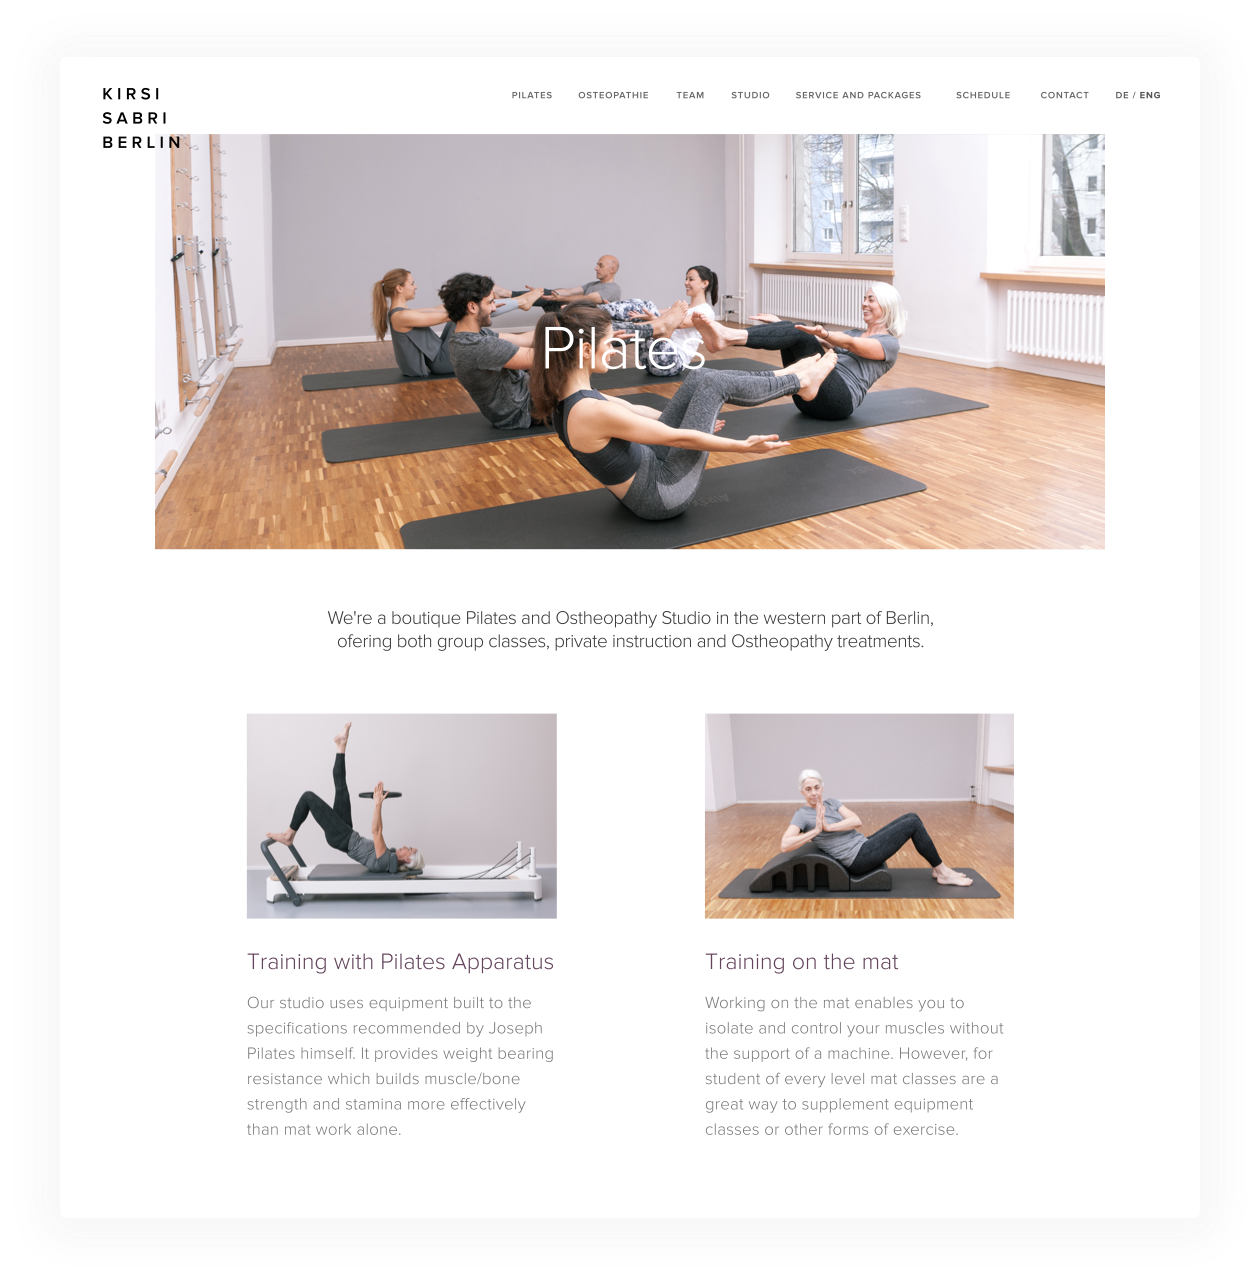 KIRSI
SABRI
BERLIN
PILATES OSTEOPATHIE TEAM STUDIO SERVICE AND PACKAGES SCHEDULE CONTACT DE / ENG
Pilates
We're a boutique Pilates and Ostheopathy Studio in the western part of Berlin,
ofering both group classes, private instruction and Ostheopathy treatments.
Training with Pilates Apparatus
Our studio uses equipment built to the
specifications recommended by Joseph
Pilates himself. It provides weight bearing
resistance which builds muscle/bone
strength and stamina more effectively
than mat work alone.
Training on the mat
Working on the mat enables you to
isolate and control your muscles without
the support of a machine. However, for
student of every level mat classes are a
great way to supplement equipment
classes or other forms of exercise.